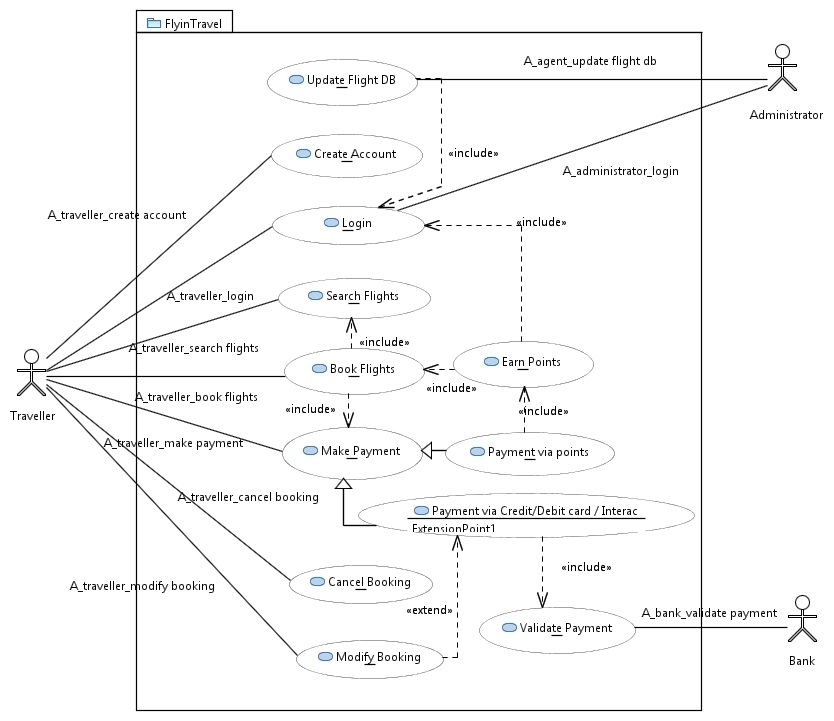 FlyinTravel
A_agent_update flight db
Update Flight DB
Administrator
Create Account
«include»
A_administrator_login
A_traveller_create account
Login
«include»
A_traveller_login
Search Flights
«include»
A_traveller_search flights
Earn Points
Book Flights
«include»
A_traveller_book flights
Traveller
«include»
«include»
A_traveller_make payment
Make Payment
Payment via points
A_traveller_cancel booking
Payment via Credit/Debit card / Interac
ExtensionPoint1
«include»
Cancel Booking
A_traveller_modify booking
«extend»
A_bank_validate payment
Validate Payment
Modify Booking
Bank